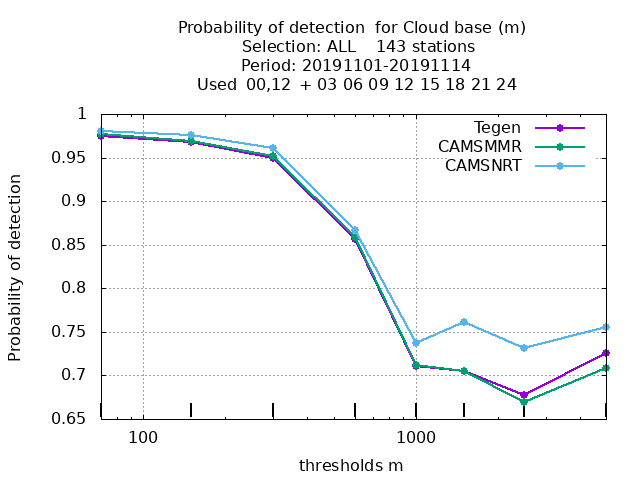 Probability of detection  for Cloud base (m)
Selection: ALL    143 stations
Period: 20191101-20191114
Used  00,12  + 03 06 09 12 15 18 21 24
Tegen
CAMSMMR
CAMSNRT
1
0.95
0.9
0.85
0.8
0.75
0.7
0.65
Probability of detection
100
1000
thresholds m